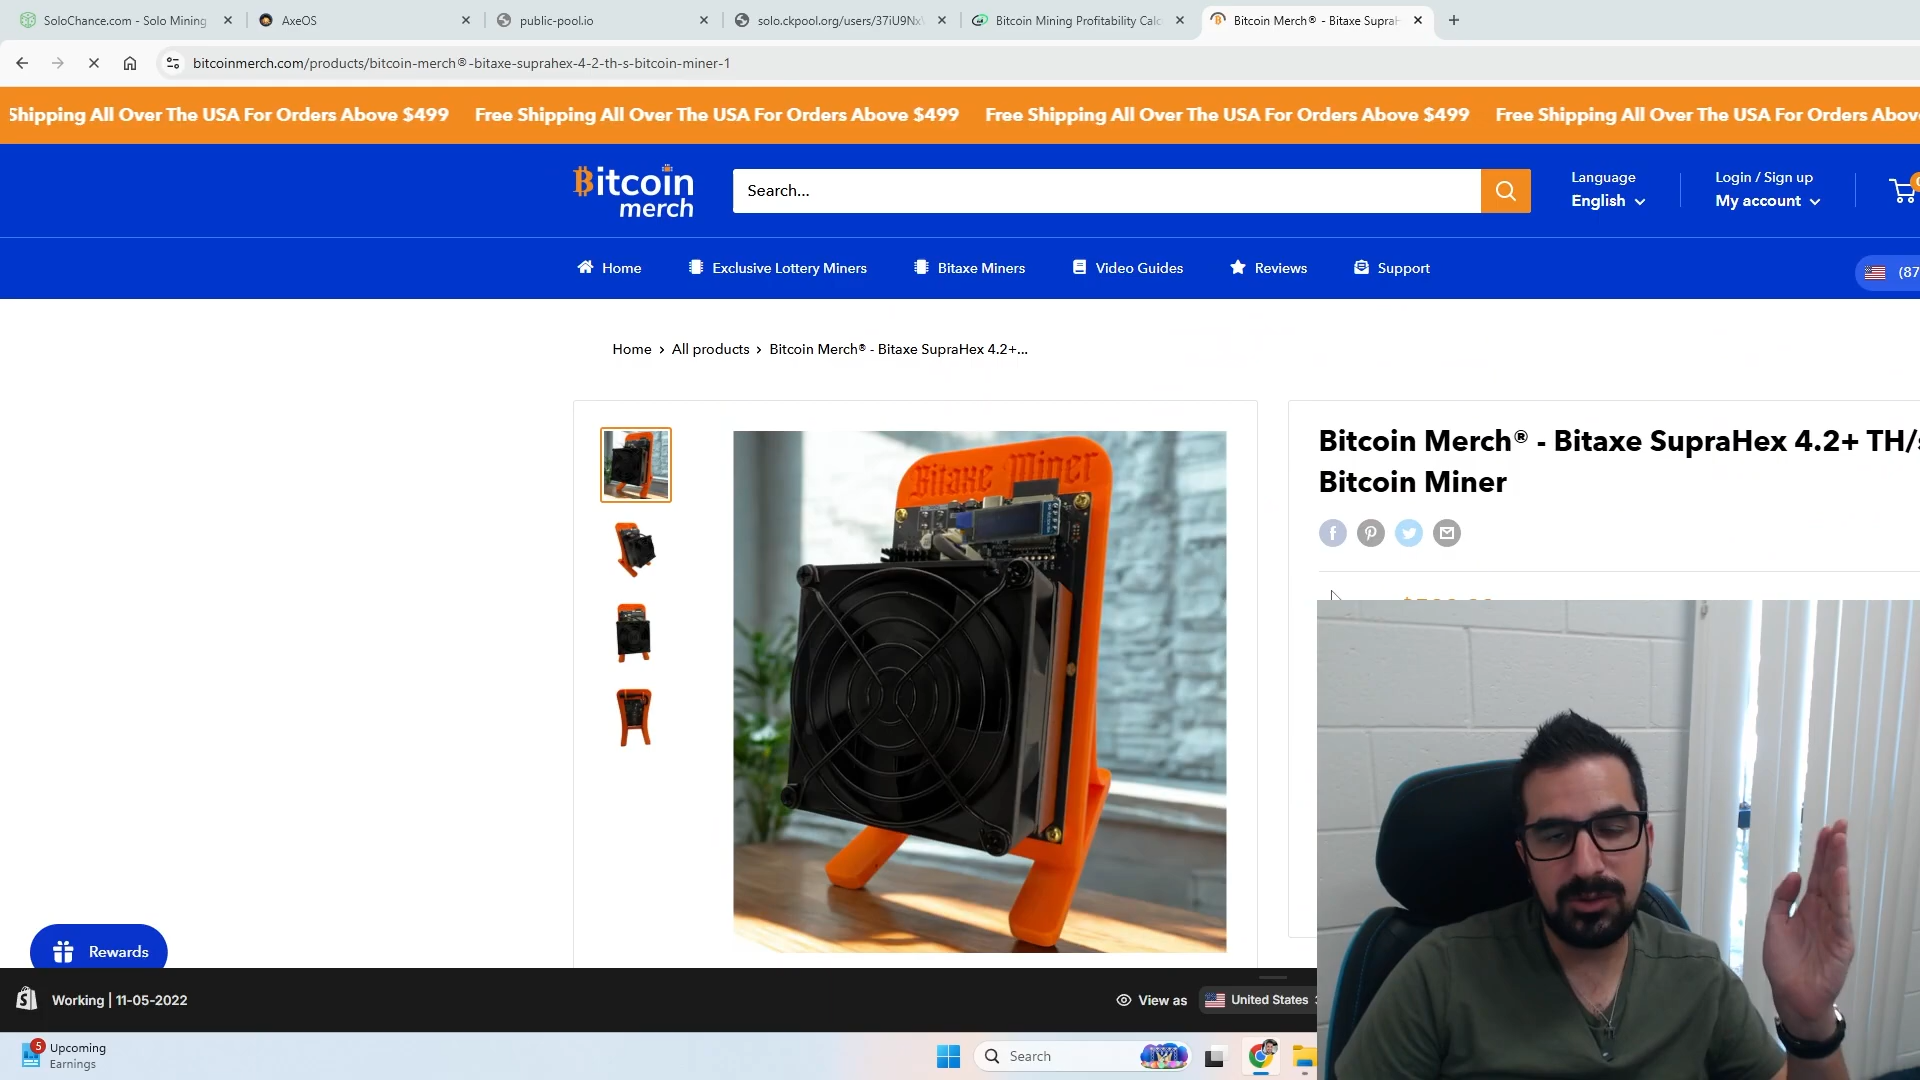 SoloChance.com - Solo Mining
AxeOS
public-pool.io
solo.ckpool.org/users/37iU9Nx
Bitcoin Mining Profitability Calc
Bitcoin Merch® - Bitaxe Supra
bitcoinmerch.com/products/bitcoin-merch®-bitaxe-suprahex-4-2-th-s-bitcoin-miner-1
Shipping All Over The USA For Orders Above $499 Free Shipping All Over The USA For Orders Above $499 Free Shipping All Over The USA For Orders Above $499 Free Shipping All Over The USA For Orders Above
Bitcoin merch
Search...
Language
English
Login / Sign up
My account
Home
Exclusive Lottery Miners
Bitaxe Miners
Video Guides
Reviews
Support
(87
Home > All products > Bitcoin Merch® - Bitaxe SupraHex 4.2+...
Bitaxe Miner
Bitcoin Merch® - Bitaxe SupraHex 4.2+ TH/s
Bitcoin Miner
Rewards
Working | 11-05-2022
View as
United States
5
Upcoming
Earnings
Search